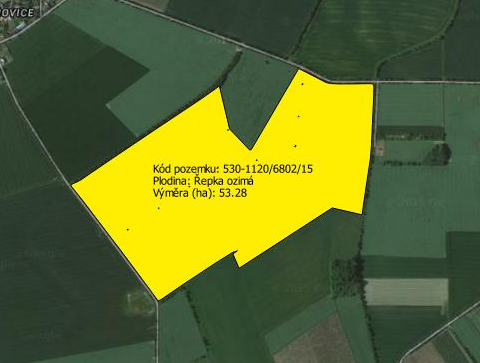 OVICE
Kód pozemku: 530-1120/6802/15
Plodina: Řepka ozimá
Výměra (ha): 53.28